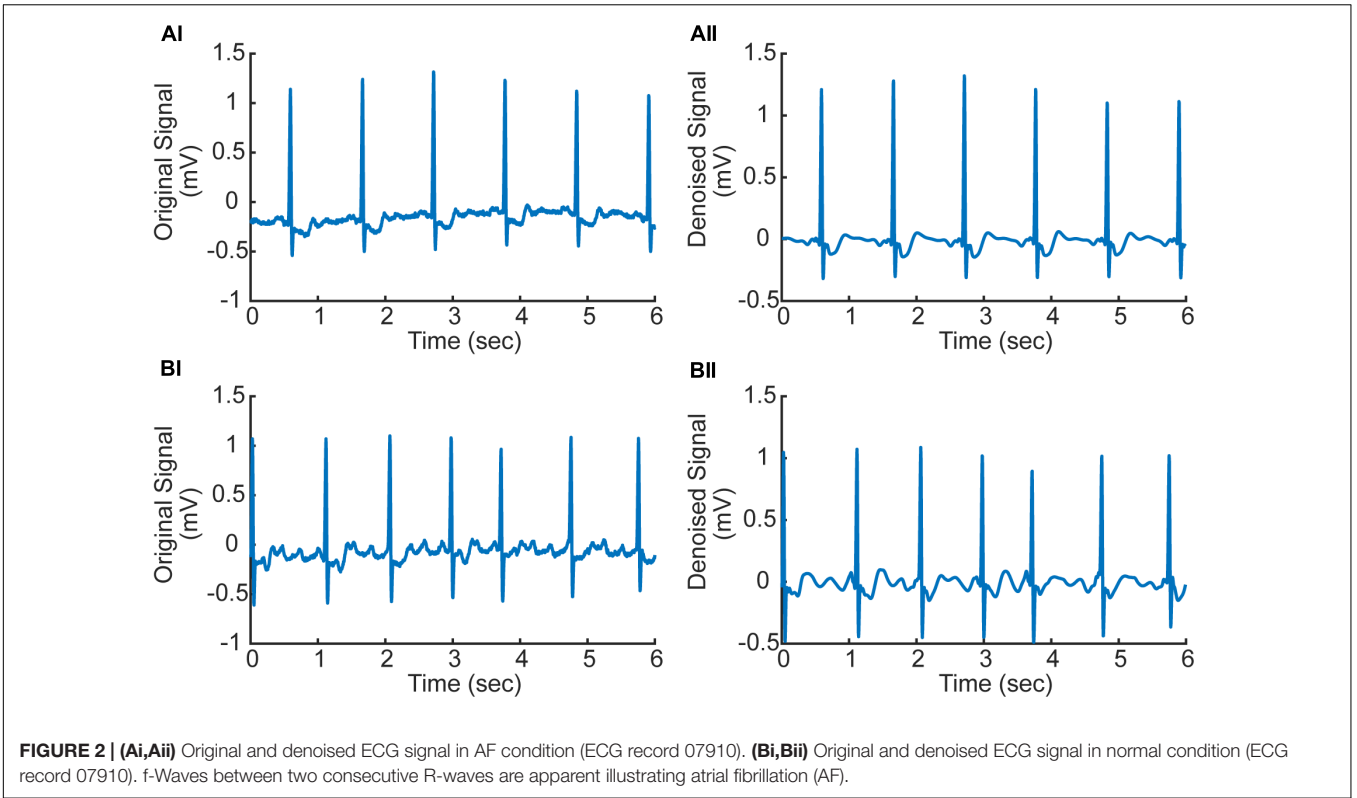 AI
1.5
1
0.5
0
-0.5
-1
Original Signal
(mV)
0 1 2 3 4 5 6
Time (sec)
AII
1.5
1
0.5
0
-0.5
Denoised Signal
(mV)
0 1 2 3 4 5 6
Time (sec)
BI
1.5
1
0.5
0
-0.5
-1
Original Signal
(mV)
0 1 2 3 4 5 6
Time (sec)
BII
1.5
1
0.5
0
-0.5
Denoised Signal
(mV)
0 1 2 3 4 5 6
Time (sec)
FIGURE 2 | (Ai,Aii) Original and denoised ECG signal in AF condition (ECG record 07910). (Bi,Bii) Original and denoised ECG signal in normal condition (ECG
record 07910). f-Waves between two consecutive R-waves are apparent illustrating atrial fibrillation (AF).